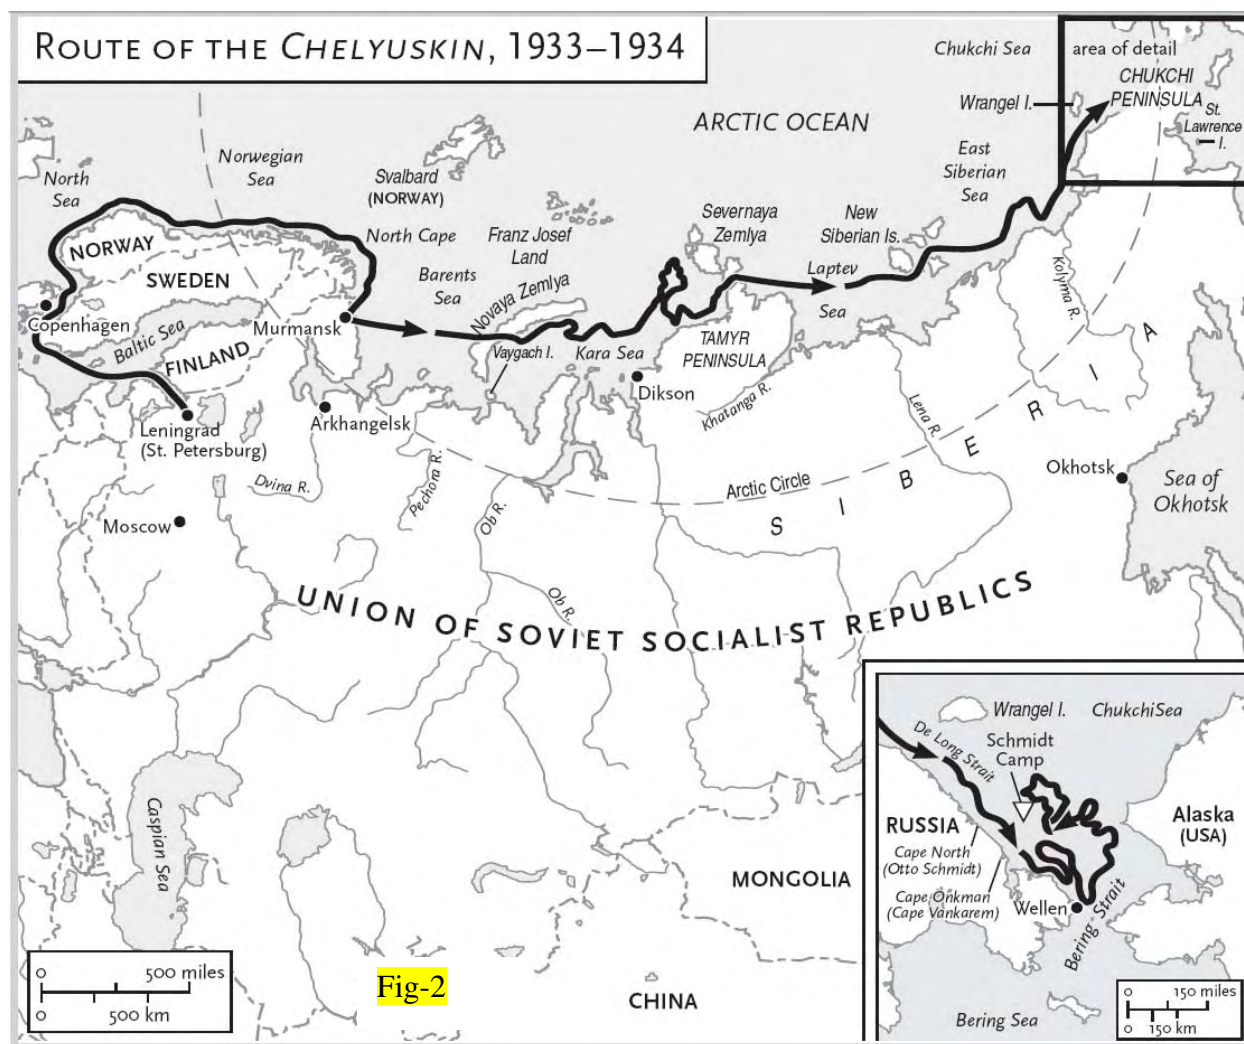 ROUTE OF THE CHELYUSKIN, 1933–1934
Chukchi Sea
area of detail
CHUKCHI
PENINSULA
Wrangel I.
St.
Lawrence
I.
ARCTIC OCEAN
East
Siberian
Sea
Norwegian
Sea
North
Sea
Svalbard
(NORWAY)
Severnaya
Zemlya
New
Siberian Is.
NORWAY
North Cape
Franz Josef
Land
SWEDEN
Barents
Sea
Novaya Zemlya
Laptev
Sea
Kolyma R.
Copenhagen
Baltic Sea
Murmansk
FINLAND
Vaygach I.
Kara Sea
TAMYR
PENINSULA
Dikson
Khatanga R.
Lena R.
Leningrad
(St. Petersburg)
Arkhangelsk
Dvina R.
Pechora R.
Ob R.
Arctic Circle
SIBERIA
Okhotsk
Sea of
Okhotsk
Moscow
Ob R.
UNION OF SOVIET SOCIALIST REPUBLICS
Caspian Sea
MONGOLIA
CHINA
Fig-2
0 500 miles
0 500 km
Wrangel I.
ChukchiSea
De Long Strait
Schmidt
Camp
RUSSIA
Alaska
(USA)
Cape North
(Otto Schmidt)
Cape Onkman
(Cape Vankarem)
Wellen
Bering Strait
Bering Sea
0 150 miles
0 150 km